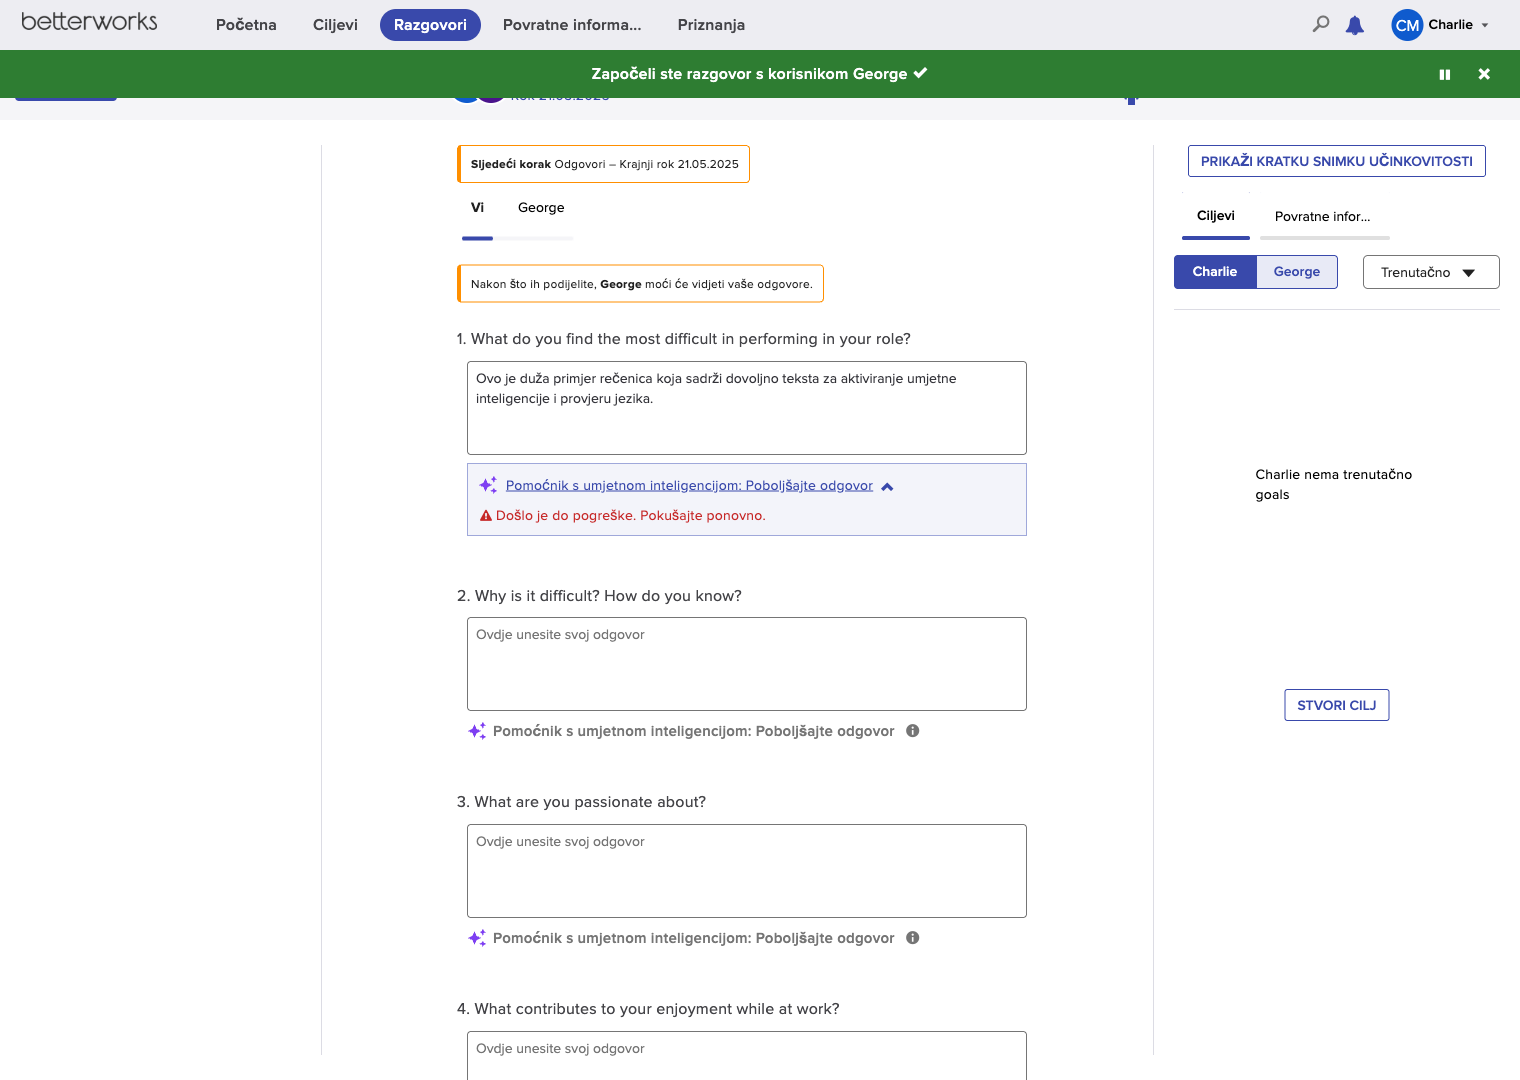 betterworks
Početna
Ciljevi
Razgovori
Povratne informa...
Priznanja
CM
Charlie
Započeli ste razgovor s korisnikom George
Sljedeći korak Odgovori – Krajnji rok 21.05.2025
Vi
George
Nakon što ih podijelite, George moći će vidjeti vaše odgovore.
1. What do you find the most difficult in performing in your role?
Ovo je duža primjer rečenica koja sadrži dovoljno teksta za aktiviranje umjetne
inteligencije i provjeru jezika.
Pomoćnik s umjetnom inteligencijom: Poboljšajte odgovor
Došlo je do pogreške. Pokušajte ponovno.
2. Why is it difficult? How do you know?
Ovdje unesite svoj odgovor
Pomoćnik s umjetnom inteligencijom: Poboljšajte odgovor
3. What are you passionate about?
Ovdje unesite svoj odgovor
Pomoćnik s umjetnom inteligencijom: Poboljšajte odgovor
4. What contributes to your enjoyment while at work?
Ovdje unesite svoj odgovor
PRIKAŽI KRATKU SNIMKU UČINKOVITOSTI
Ciljevi
Povratne infor...
Charlie
George
Trenutačno
Charlie nema trenutačno
goals
STVORI CILJ